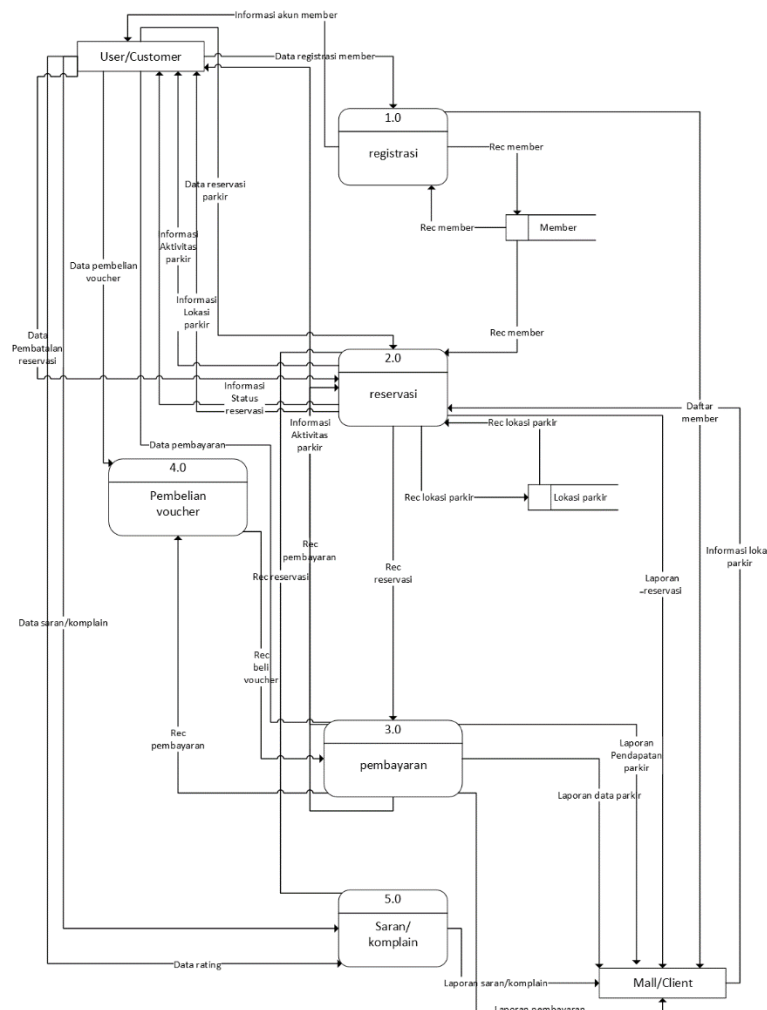 Informasi akun member
User/Customer
Data registrasi member
1.0
registrasi
Rec member
Data reservasi
parkir
Rec member
Member
Informasi
Aktivitas
parkir
Data pembelian
voucher
Informasi
Lokasi
parkir
Rec member
Data
Pembatalan
reservasi
2.0
reservasi
Informasi
Status
reservasi
Daftar
member
Informasi
Aktivitas
parkir
Rec lokasi parkir
Data pembayaran
4.0
Pembelian
voucher
Rec lokasi parkir
Lokasi parkir
Rec
pembayaran
Rec reservasi
Rec
reservasi
Informasi loka
parkir
Laporan
reservasi
Data saran/komplain
Rec
beli
voucher
3.0
pembayaran
Rec
pembayaran
Laporan
Pendapatan
parkir
Laporan data parkir
5.0
Saran/
komplain
Data rating
Laporan saran/komplain
Mall/Client
Laporan pembayaran